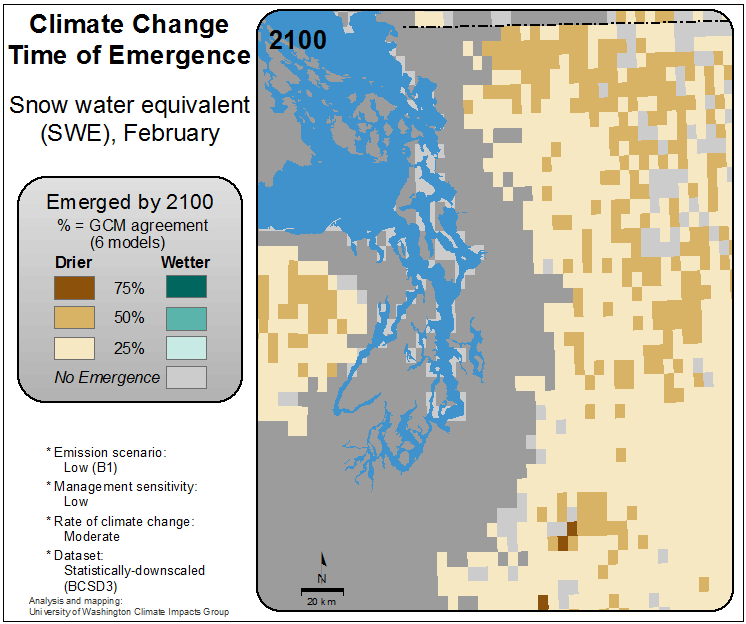 Climate Change
Time of Emergence
Snow water equivalent
(SWE), February
Emerged by 2100
% = GCM agreement
(6 models)
Drier Wetter
75%
50%
25%
No Emergence
* Emission scenario:
Low (B1)
* Management sensitivity:
Low
* Rate of climate change:
Moderate
* Dataset:
Statistically-downscaled
(BCSD3)
Analysis and mapping:
University of Washington Climate Impacts Group
2100
N
20 km